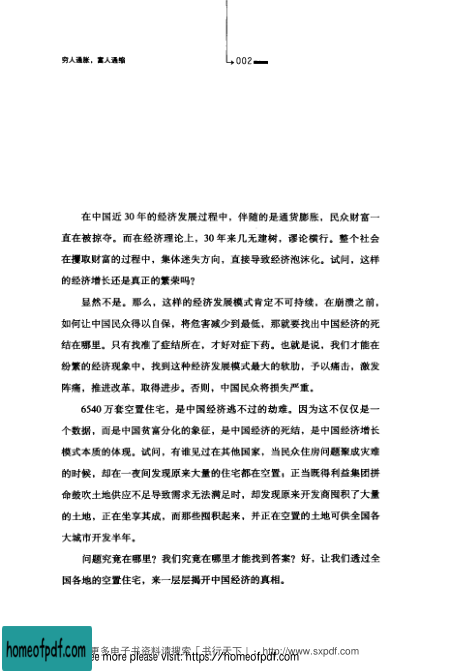 穷人通胀，富人通缩
002
在中国近 30 年的经济发展过程中，伴随的是通货膨胀，民众财富一
直在被掠夺。而在经济理论上，30 年来几无建树，谬论横行。整个社会
在攫取财富的过程中，集体迷失方向，直接导致经济泡沫化。试问，这样
的经济增长还是真正的繁荣吗？
显然不是。那么，这样的经济发展模式肯定不可持续，在崩溃之前，
如何让中国民众得以自保，将危害减少到最低，那就要找出中国经济的死
结在哪里。只有找准了症结所在，才好对症下药。也就是说，我们才能在
纷繁的经济现象中，找到这种经济发展模式最大的软肋，予以痛击，激发
阵痛，推进改革，取得进步。否则，中国民众将损失严重。
6540 万套空置住宅，是中国经济逃不过的劫难。因为这不仅仅是一
个数据，而是中国贫富分化的象征，是中国经济的死结，是中国经济增长
模式本质的体现。试问，有谁见过在其他国家，当民众住房问题聚成灾难
的时候，却在一夜间发现原来大量的住宅都在空置；正当既得利益集团拼
命鼓吹土地供应不足导致需求无法满足时，却发现原来开发商囤积了大量
的土地，正在坐享其成，而那些囤积起来，并正在空置的土地可供全国各
大城市开发半年。
问题究竟在哪里？我们究竟在哪里才能找到答案？好，让我们透过全
国各地的空置住宅，来一层层揭开中国经济的真相。
更多电子书资料请搜索「书行天下」：http://www.sxpdf.com
more please visit: https://homeofpdf.com
homeofpdf.com